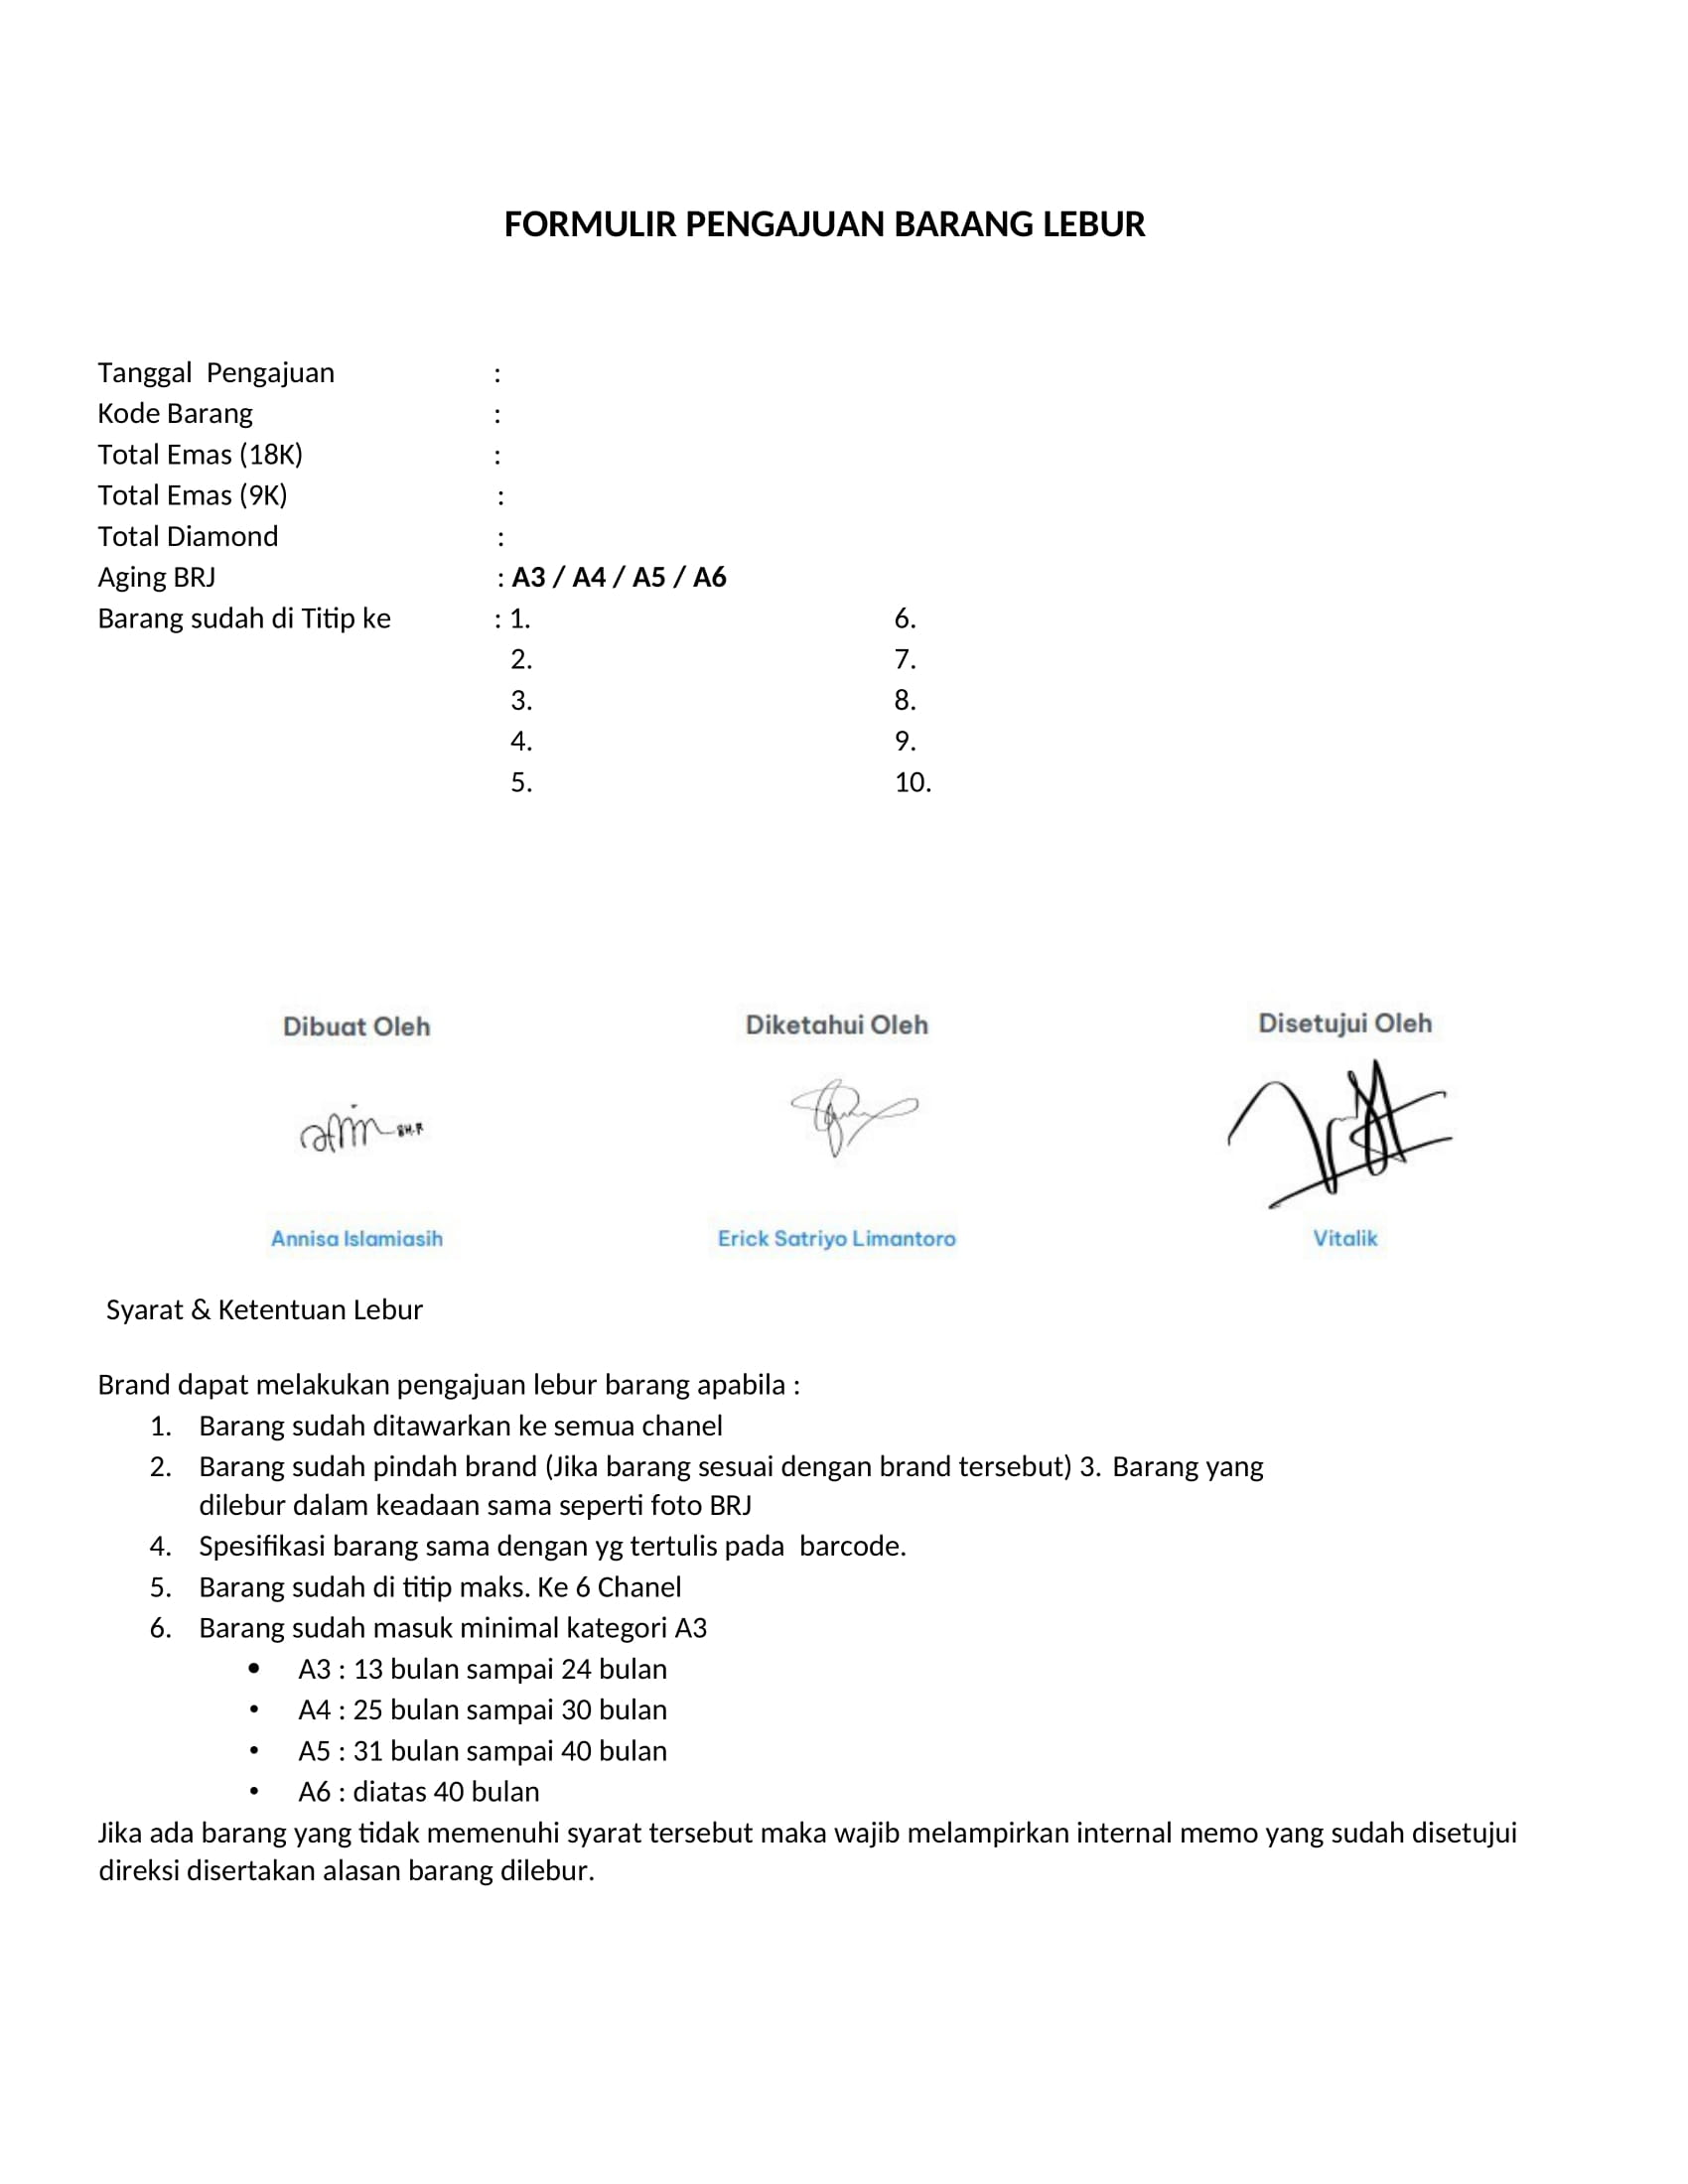 FORMULIR PENGAJUAN BARANG LEBUR
Tanggal  Pengajuan :
Kode Barang :
Total Emas (18K) :
Total Emas (9K) :
Total Diamond :
Aging BRJ : A3 / A4 / A5 / A6
Barang sudah di Titip ke : 1. 6.
2. 7.
3. 8.
4. 9.
5. 10.
Dibuat Oleh Diketahui Oleh Disetujui Oleh
Annisa Islamiasih Erick Satriyo Limantoro Vitalik
Syarat & Ketentuan Lebur
Brand dapat melakukan pengajuan lebur barang apabila :
1. Barang sudah ditawarkan ke semua chanel
2. Barang sudah pindah brand (Jika barang sesuai dengan brand tersebut) 3. Barang yang
dilebur dalam keadaan sama seperti foto BRJ
4. Spesifikasi barang sama dengan yg tertulis pada  barcode.
5. Barang sudah di titip maks. Ke 6 Chanel
6. Barang sudah masuk minimal kategori A3
• A3 : 13 bulan sampai 24 bulan
• A4 : 25 bulan sampai 30 bulan
• A5 : 31 bulan sampai 40 bulan
• A6 : diatas 40 bulan
Jika ada barang yang tidak memenuhi syarat tersebut maka wajib melampirkan internal memo yang sudah disetujui
direksi disertakan alasan barang dilebur.